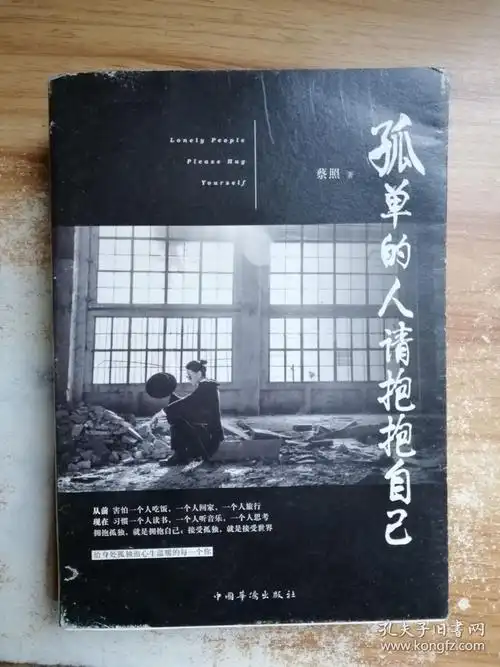 Lonely People
Please Hug
Yourself
蔡照 著
孤单的人请抱抱自己
从前 害怕一个人吃饭，一个人回家，一个人旅行
现在 习惯一个人读书，一个人听音乐，一个人思考
拥抱孤独，就是拥抱自己；接受孤独，就是接受世界
给身处孤独而心生温暖的每一个你
中国华侨出版社
孔夫子旧书网
www.kongfz.com